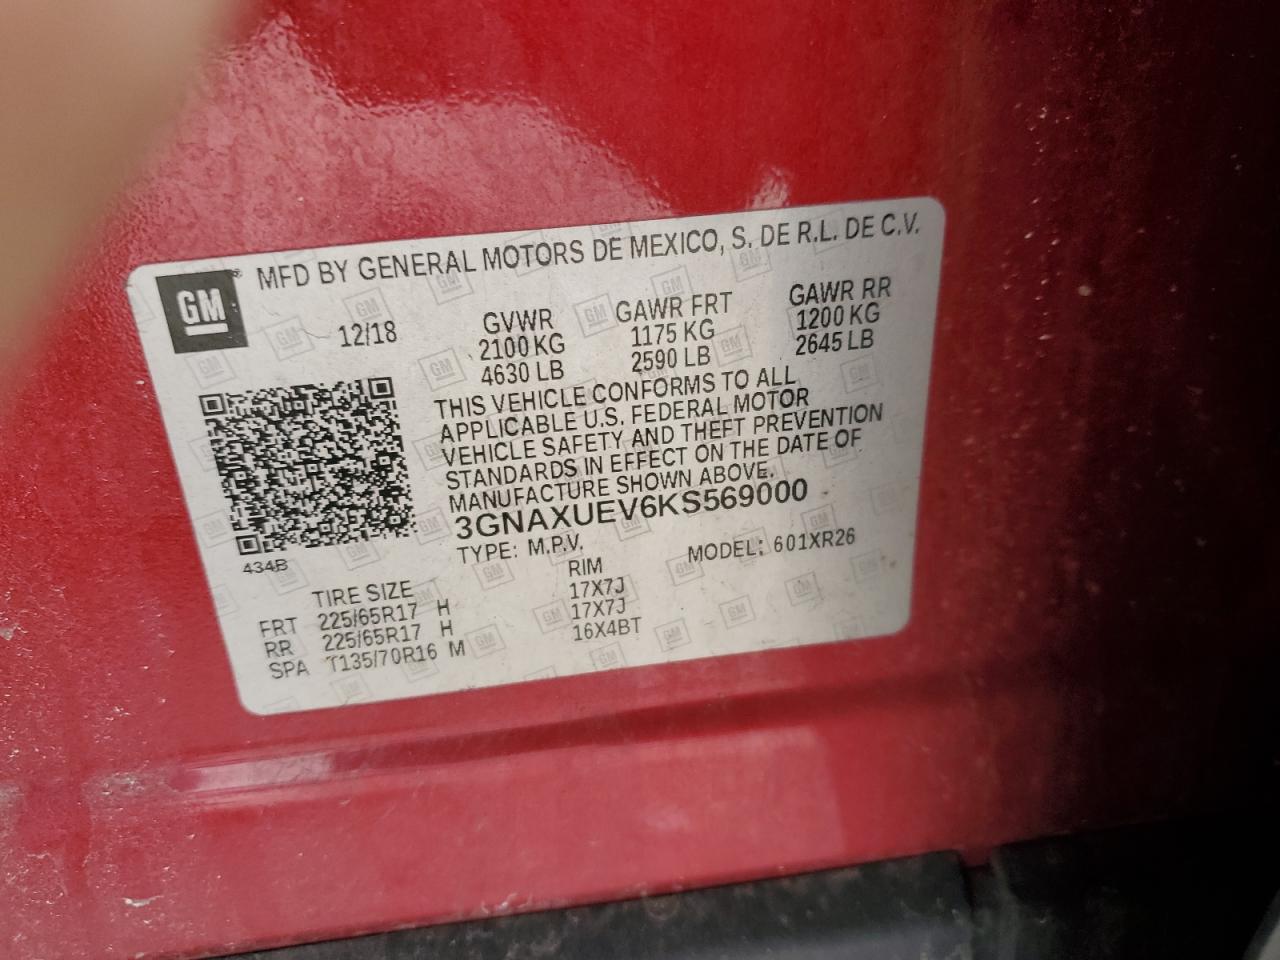 GM
MFD BY GENERAL MOTORS DE MEXICO, S. DE R.L. DE C.V.
12/18
GVWR GAWR FRT GAWR RR
2100 KG 1175 KG 1200 KG
4630 LB 2590 LB 2645 LB
THIS VEHICLE CONFORMS TO ALL
APPLICABLE U.S. FEDERAL MOTOR
VEHICLE SAFETY AND THEFT PREVENTION
STANDARDS IN EFFECT ON THE DATE OF
MANUFACTURE SHOWN ABOVE.
3GNAXUEV6KS569000
434B
TYPE: M.P.V. MODEL: 601XR26
TIRE SIZE RIM
FRT 225/65R17 H 17X7J
RR 225/65R17 H 17X7J
SPA T135/70R16 M 16X4BT